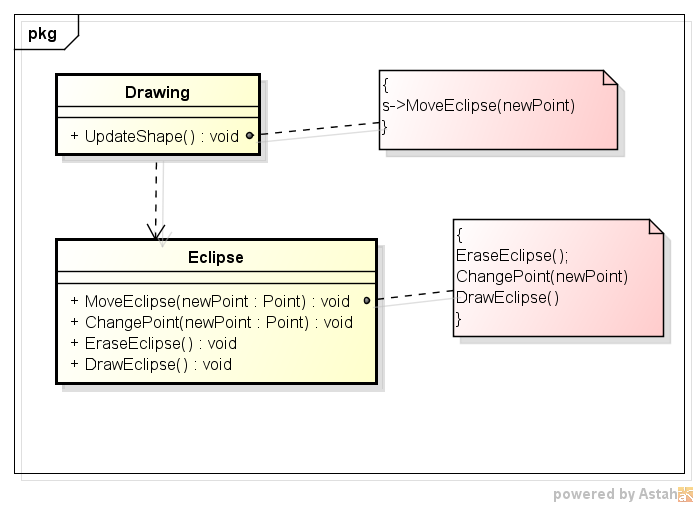 pkg
Drawing
+ UpdateShape() : void
{
s->MoveEclipse(newPoint)
}
Eclipse
+ MoveEclipse(newPoint : Point) : void
+ ChangePoint(newPoint : Point) : void
+ EraseEclipse() : void
+ DrawEclipse() : void
{
EraseEclipse();
ChangePoint(newPoint)
DrawEclipse()
}
powered by Astah